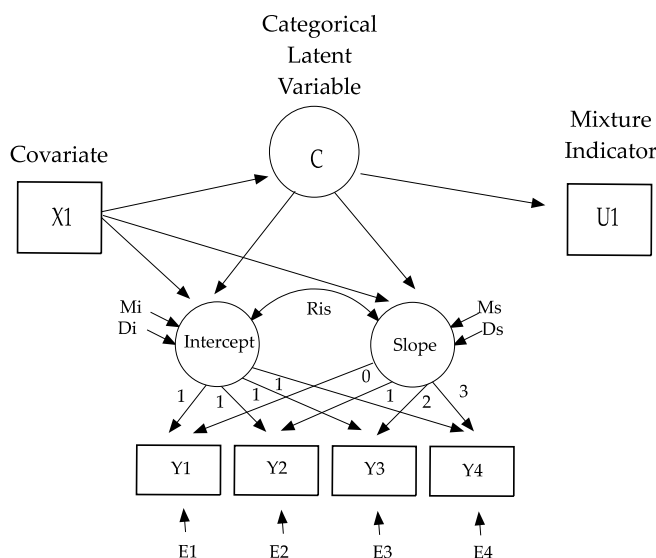 Categorical
Latent
Variable
Mixture
Indicator
Covariate
C
X1
U1
Mi
Di
Ris
Ms
Ds
Intercept
Slope
1
1
1
1
0
1
2
3
Y1
Y2
Y3
Y4
E1
E2
E3
E4